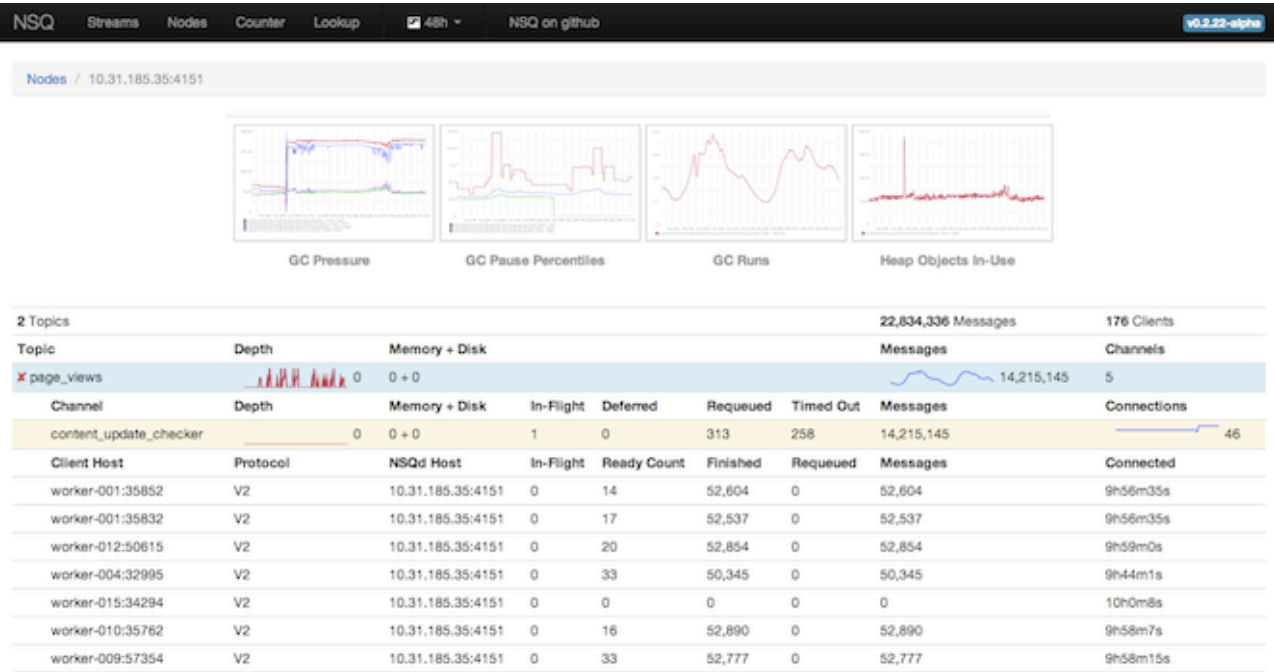 NSQ Streams Nodes Counter Lookup 48h NSQ on github v0.2.22-alpha
Nodes / 10.31.185.35:4151
GC Pressure GC Pause Percentiles GC Runs Heap Objects In-Use
2 Topics 22,834,336 Messages 176 Clients
Topic Depth Memory + Disk Messages Channels
✗ page_views 0 0 + 0 14,215,145 5
Channel Depth Memory + Disk In-Flight Deferred Requeued Timed Out Messages Connections
content_update_checker 0 0 + 0 1 0 313 258 14,215,145 46
Client Host Protocol NSQd Host In-Flight Ready Count Finished Requeued Messages Connected
worker-001:35852 V2 10.31.185.35:4151 0 14 52,604 0 52,604 9h56m35s
worker-001:35832 V2 10.31.185.35:4151 0 17 52,537 0 52,537 9h56m35s
worker-012:50615 V2 10.31.185.35:4151 0 20 52,854 0 52,854 9h59m0s
worker-004:32995 V2 10.31.185.35:4151 0 33 50,345 0 50,345 9h44m1s
worker-015:34294 V2 10.31.185.35:4151 0 0 0 0 0 10h0m8s
worker-010:35762 V2 10.31.185.35:4151 0 16 52,890 0 52,890 9h58m7s
worker-009:57354 V2 10.31.185.35:4151 0 33 52,777 0 52,777 9h58m15s